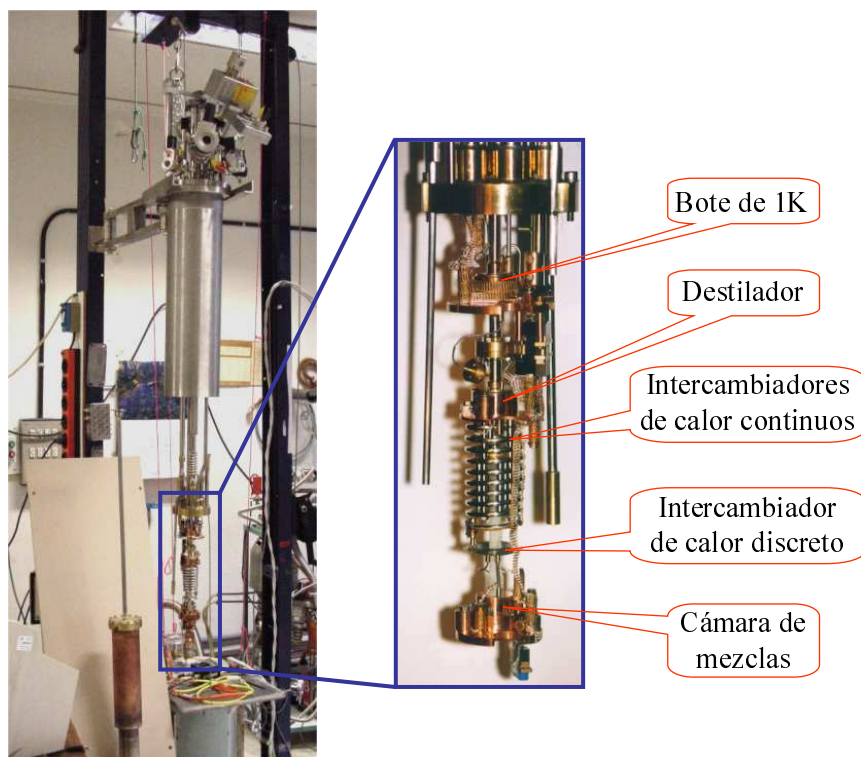 Bote de 1K
Destilador
Intercambiadores
de calor continuos
Intercambiador
de calor discreto
Cámara de
mezclas